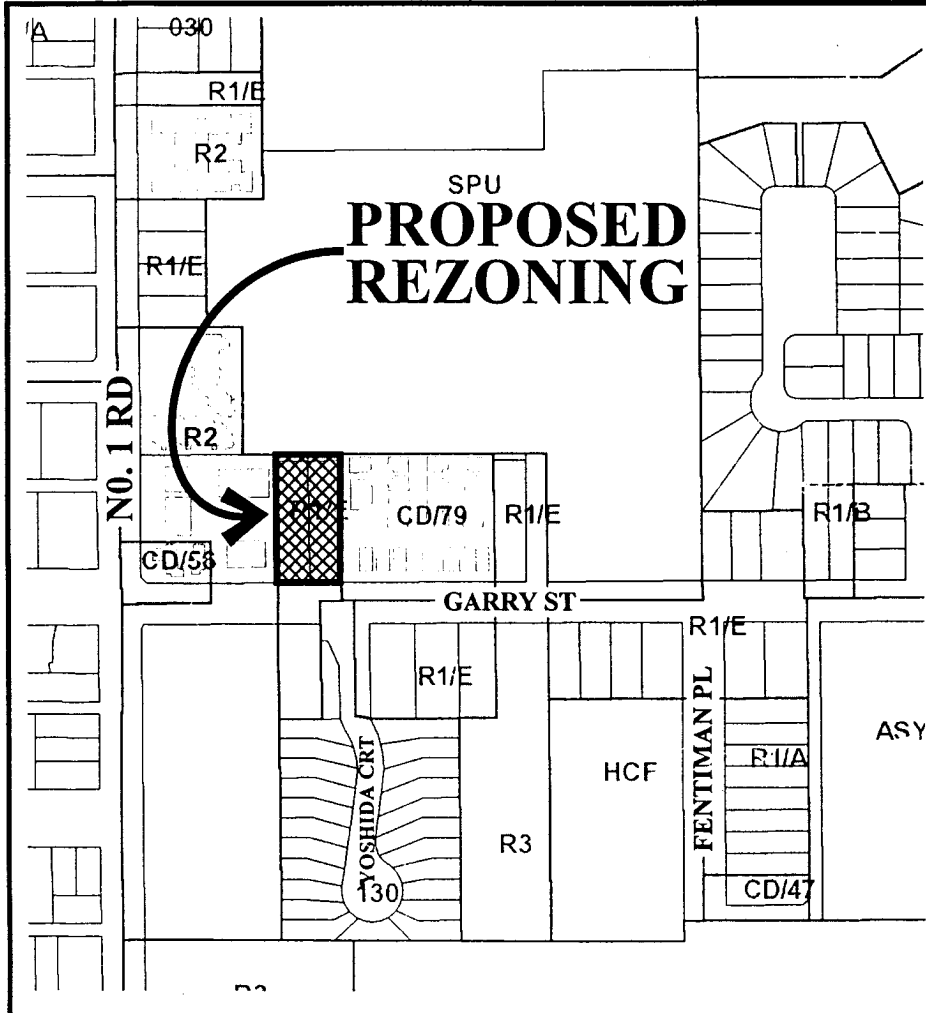 /A
030
R1/E
R2
SPU
PROPOSED
REZONING
R1/E
NO. 1 RD
R2
CD/79
R1/E
R1/B
CD/58
GARRY ST
R1/E
R1/E
FENTIMAN PL
ASY
R1/A
HCF
YOSHIDA CRT
R3
130
CD/47